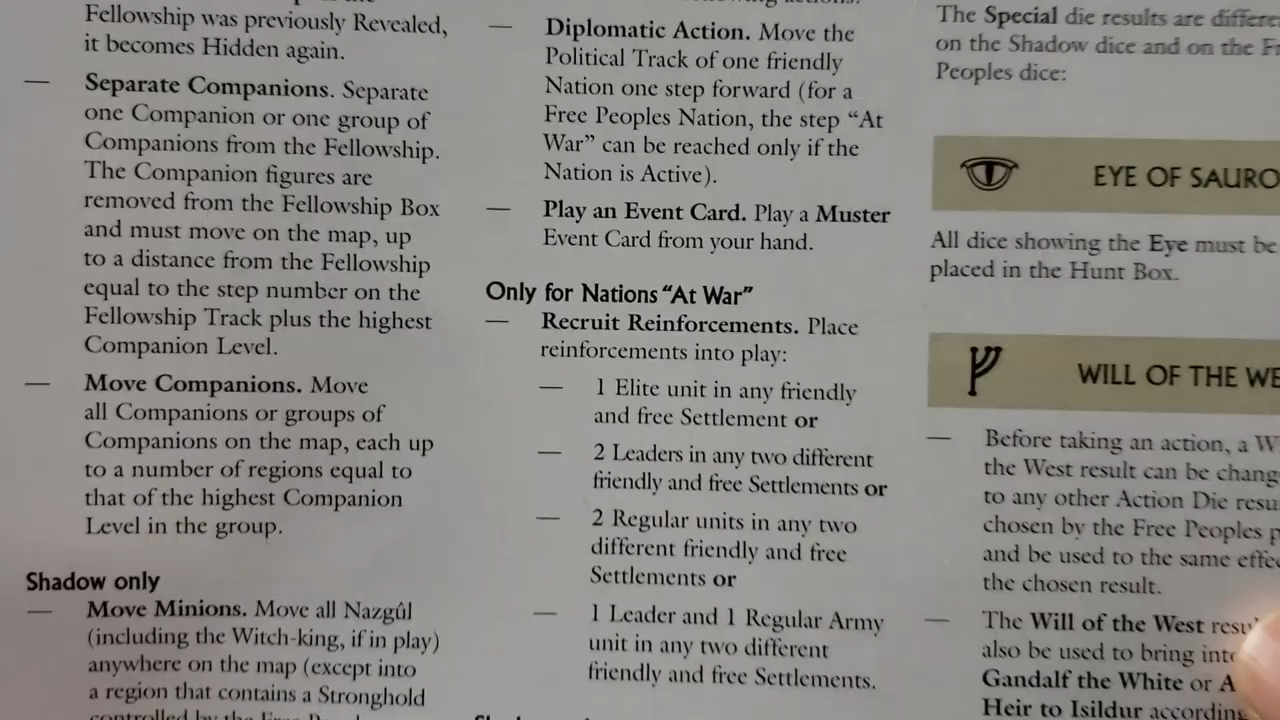 Fellowship was previously Revealed,
it becomes Hidden again.
— Separate Companions. Separate
one Companion or one group of
Companions from the Fellowship.
The Companion figures are
removed from the Fellowship Box
and must move on the map, up
to a distance from the Fellowship
equal to the step number on the
Fellowship Track plus the highest
Companion Level.
— Move Companions. Move
all Companions or groups of
Companions on the map, each up
to a number of regions equal to
that of the highest Companion
Level in the group.
Shadow only
— Move Minions. Move all Nazgûl
(including the Witch-king, if in play)
anywhere on the map (except into
a region that contains a Stronghold
controlled by the Free
actions:
— Diplomatic Action. Move the
Political Track of one friendly
Nation one step forward (for a
Free Peoples Nation, the step “At
War” can be reached only if the
Nation is Active).
— Play an Event Card. Play a Muster
Event Card from your hand.
Only for Nations “At War”
— Recruit Reinforcements. Place
reinforcements into play:
— 1 Elite unit in any friendly
and free Settlement or
— 2 Leaders in any two different
friendly and free Settlements or
— 2 Regular units in any two
different friendly and free
Settlements or
— 1 Leader and 1 Regular Army
unit in any two different
friendly and free Settlements.
The Special die results are differe
on the Shadow dice and on the F
Peoples dice:
EYE OF SAURO
All dice showing the Eye must be
placed in the Hunt Box.
WILL OF THE WE
— Before taking an action, a W
the West result can be chang
to any other Action Die resu
chosen by the Free Peoples p
and be used to the same effec
the chosen result.
— The Will of the West resu
also be used to bring int
Gandalf the White or A
Heir to Isildur according